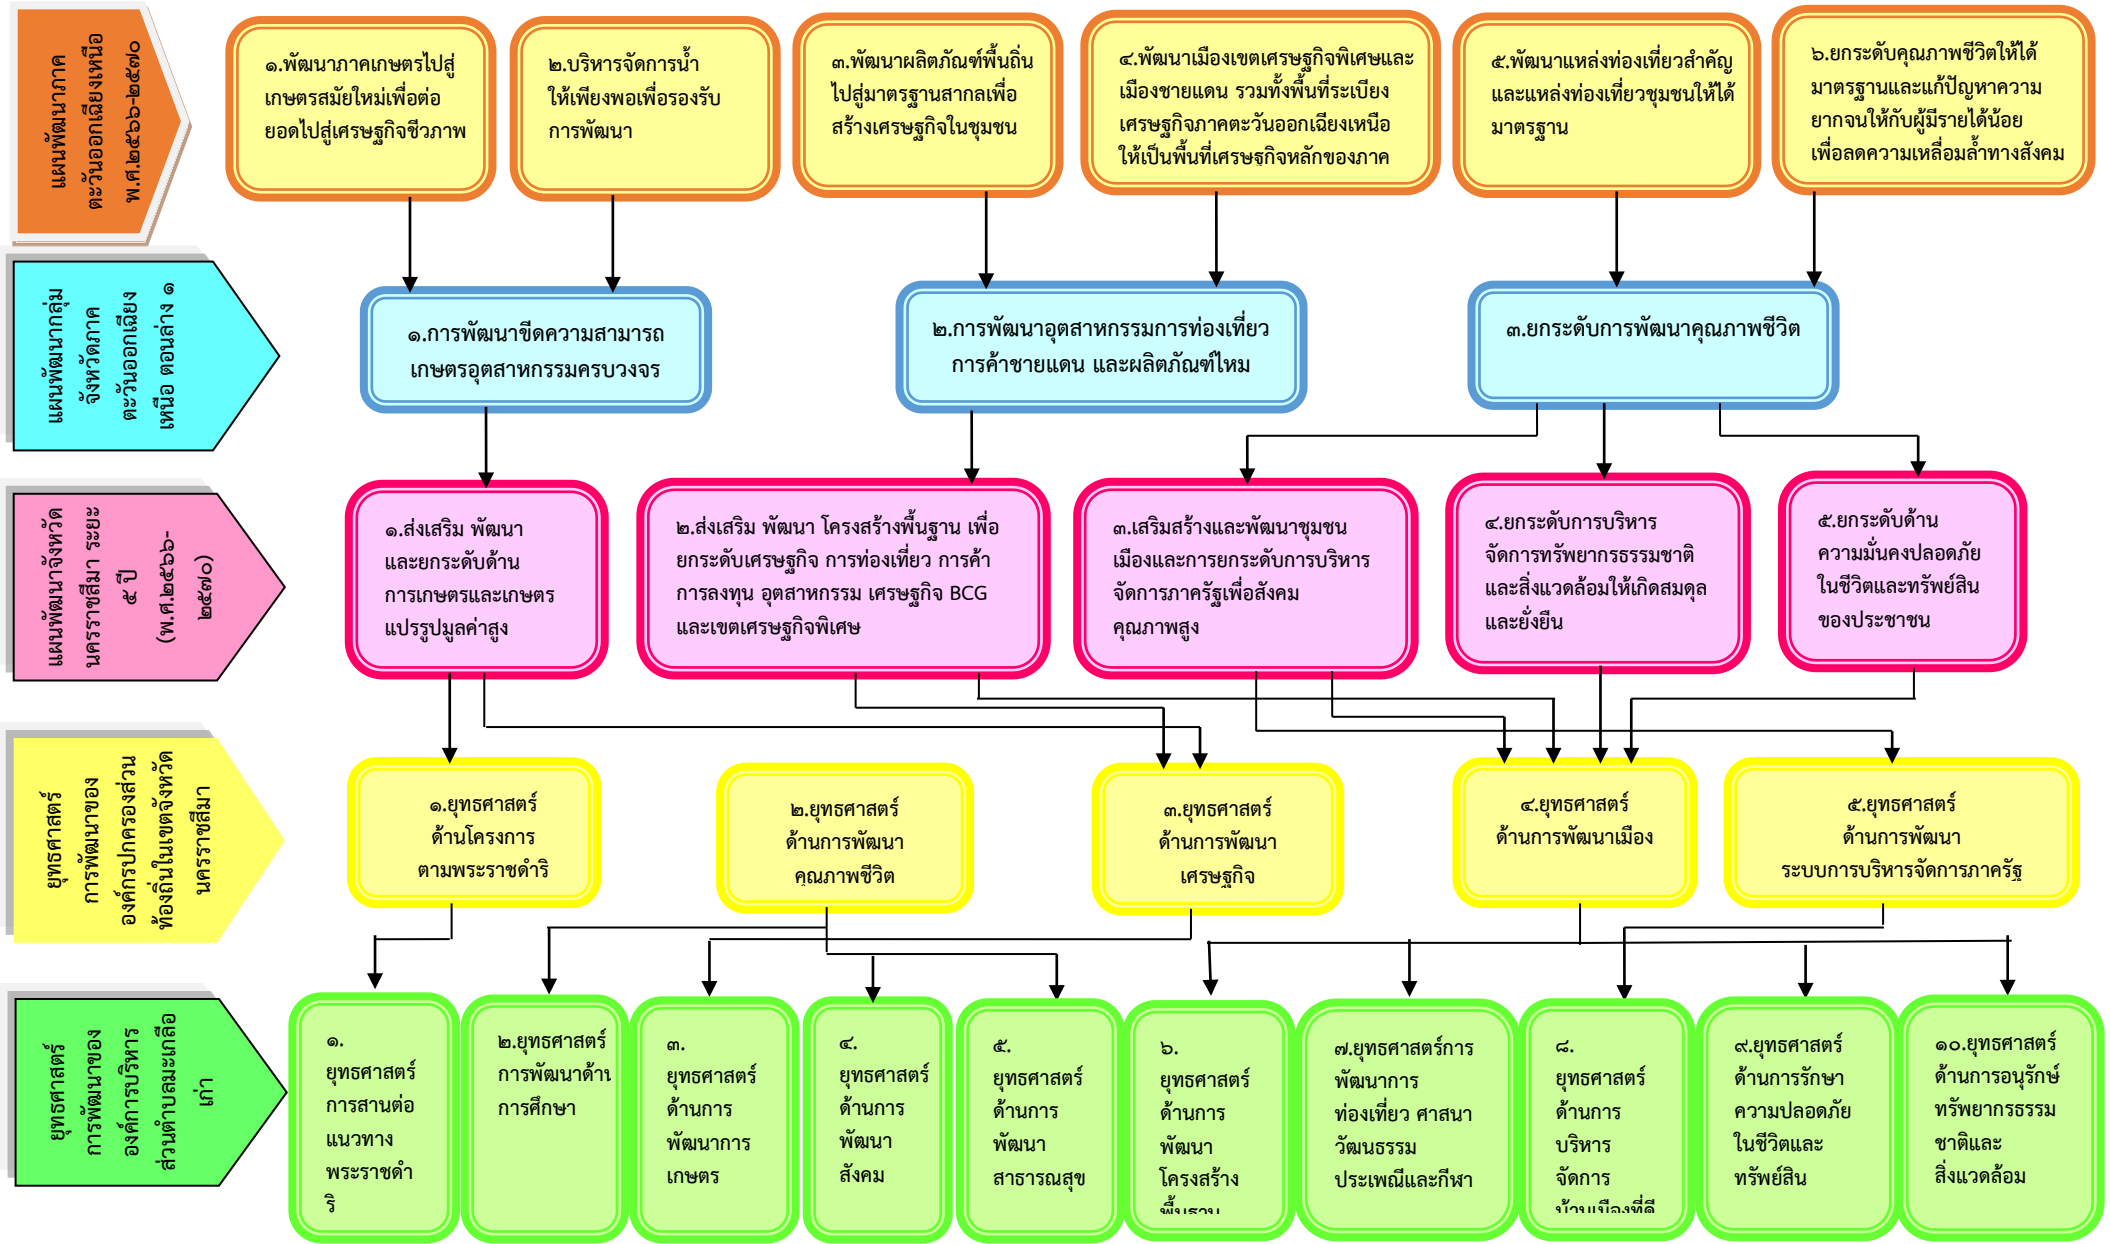 แผนพัฒนาภาค
ตะวันออกเฉียงเหนือ
พ.ศ.๒๕๖๖-๒๕๗๐
๑.พัฒนาภาคเกษตรไปสู่
เกษตรสมัยใหม่เพื่อต่อ
ยอดไปสู่เศรษฐกิจชีวภาพ
๒.บริหารจัดการน้ำ
ให้เพียงพอเพื่อรองรับ
การพัฒนา
๓.พัฒนาผลิตภัณฑ์พื้นถิ่น
ไปสู่มาตรฐานสากลเพื่อ
สร้างเศรษฐกิจในชุมชน
๔.พัฒนาเมืองเขตเศรษฐกิจพิเศษและ
เมืองชายแดน รวมทั้งพื้นที่ระเบียง
เศรษฐกิจภาคตะวันออกเฉียงเหนือ
ให้เป็นพื้นที่เศรษฐกิจหลักของภาค
๕.พัฒนาแหล่งท่องเที่ยวสำคัญ
และแหล่งท่องเที่ยวชุมชนให้ได้
มาตรฐาน
๖.ยกระดับคุณภาพชีวิตให้ได้
มาตรฐานและแก้ปัญหาความ
ยากจนให้กับผู้มีรายได้น้อย
เพื่อลดความเหลื่อมล้ำทางสังคม
แผนพัฒนากลุ่ม
จังหวัดภาค
ตะวันออกเฉียง
เหนือ ตอนล่าง ๑
๑.การพัฒนาขีดความสามารถ
เกษตรอุตสาหกรรมครบวงจร
๒.การพัฒนาอุตสาหกรรมการท่องเที่ยว
การค้าชายแดน และผลิตภัณฑ์ไหม
๓.ยกระดับการพัฒนาคุณภาพชีวิต
แผนพัฒนาจังหวัด
นครราชสีมา ระยะ
๕ ปี
(พ.ศ.๒๕๖๖-
๒๕๗๐)
๑.ส่งเสริม พัฒนา
และยกระดับด้าน
การเกษตรและเกษตร
แปรรูปมูลค่าสูง
๒.ส่งเสริม พัฒนา โครงสร้างพื้นฐาน เพื่อ
ยกระดับเศรษฐกิจ การท่องเที่ยว การค้า
การลงทุน อุตสาหกรรม เศรษฐกิจ BCG
และเขตเศรษฐกิจพิเศษ
๓.เสริมสร้างและพัฒนาชุมชน
เมืองและการยกระดับการบริหาร
จัดการภาครัฐเพื่อสังคม
คุณภาพสูง
๔.ยกระดับการบริหาร
จัดการทรัพยากรธรรมชาติ
และสิ่งแวดล้อมให้เกิดสมดุล
และยั่งยืน
๕.ยกระดับด้าน
ความมั่นคงปลอดภัย
ในชีวิตและทรัพย์สิน
ของประชาชน
ยุทธศาสตร์
การพัฒนาของ
องค์กรปกครองส่วน
ท้องถิ่นในเขตจังหวัด
นครราชสีมา
๑.ยุทธศาสตร์
ด้านโครงการ
ตามพระราชดำริ
๒.ยุทธศาสตร์
ด้านการพัฒนา
คุณภาพชีวิต
๓.ยุทธศาสตร์
ด้านการพัฒนา
เศรษฐกิจ
๔.ยุทธศาสตร์
ด้านการพัฒนาเมือง
๕.ยุทธศาสตร์
ด้านการพัฒนา
ระบบการบริหารจัดการภาครัฐ
ยุทธศาสตร์
การพัฒนาของ
องค์การบริหาร
ส่วนตำบลมะเกลือ
เก่า
๑.
ยุทธศาสตร์
การสานต่อ
แนวทาง
พระราชดำ
ริ
๒.ยุทธศาสตร์
การพัฒนาด้าน
การศึกษา
๓.
ยุทธศาสตร์
ด้านการ
พัฒนาการ
เกษตร
๔.
ยุทธศาสตร์
ด้านการ
พัฒนา
สังคม
๕.
ยุทธศาสตร์
ด้านการ
พัฒนา
สาธารณสุข
๖.
ยุทธศาสตร์
ด้านการ
พัฒนา
โครงสร้าง
พื้นฐาน
๗.ยุทธศาสตร์การ
พัฒนาการ
ท่องเที่ยว ศาสนา
วัฒนธรรม
ประเพณีและกีฬา
๘.
ยุทธศาสตร์
ด้านการ
บริหาร
จัดการ
บ้านเมืองที่ดี
๙.ยุทธศาสตร์
ด้านการรักษา
ความปลอดภัย
ในชีวิตและ
ทรัพย์สิน
๑๐.ยุทธศาสตร์
ด้านการอนุรักษ์
ทรัพยากรธรรม
ชาติและ
สิ่งแวดล้อม